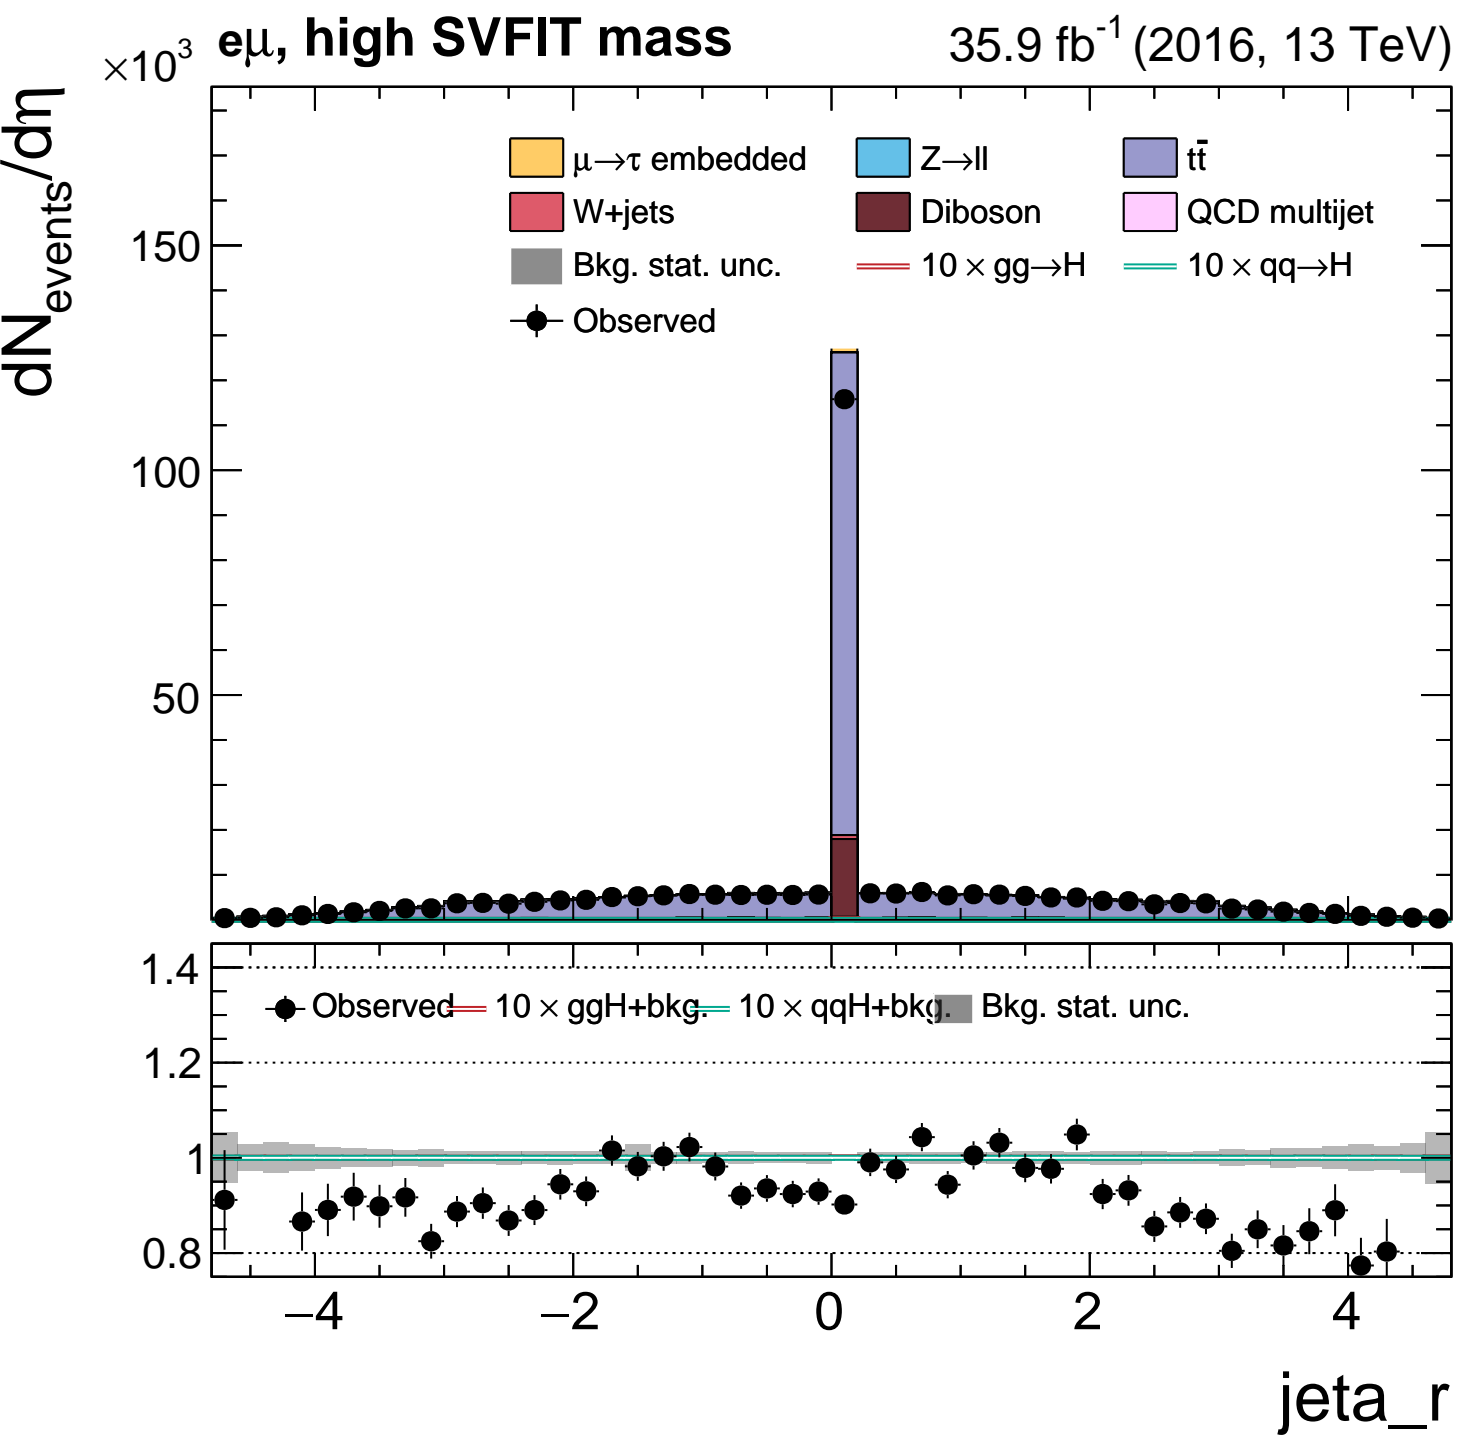 ×10³ eμ, high SVFIT mass 35.9 fb⁻¹ (2016, 13 TeV)
dN_events/dη
μ→τ embedded Z→ll tt̄
W+jets Diboson QCD multijet
Bkg. stat. unc. 10 × gg→H 10 × qq→H
Observed
150
100
50
1.4
Observed 10 × ggH+bkg. 10 × qqH+bkg. Bkg. stat. unc.
1.2
1
0.8
−4 −2 0 2 4
jeta_r